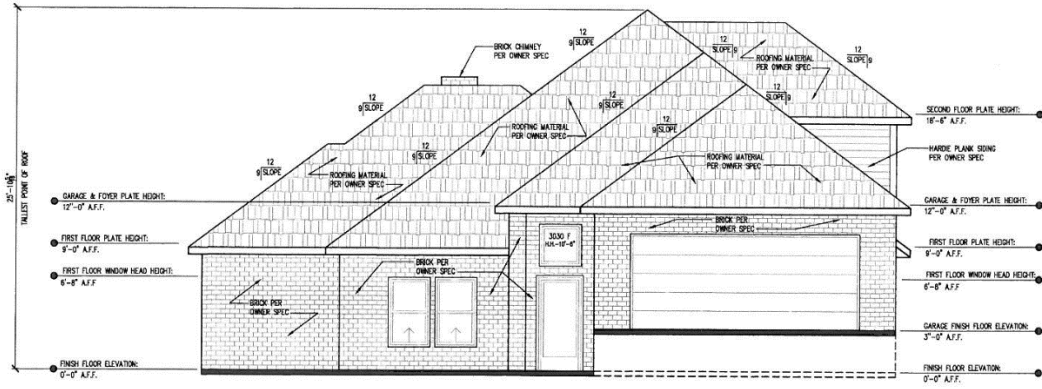 25'-10⅝"
TALLEST POINT OF ROOF
12
9 SLOPE
12
9 SLOPE
12
9 SLOPE
12
9 SLOPE
12
9 SLOPE
12
9 SLOPE
12
SLOPE 9
12
SLOPE 9
12
SLOPE 9
12
SLOPE 9
BRICK CHIMNEY
PER OWNER SPEC
ROOFING MATERIAL
PER OWNER SPEC
ROOFING MATERIAL
PER OWNER SPEC
ROOFING MATERIAL
PER OWNER SPEC
ROOFING MATERIAL
PER OWNER SPEC
GARAGE & FOYER PLATE HEIGHT:
12"-0" A.F.F.
FIRST FLOOR PLATE HEIGHT:
9'-0" A.F.F.
FIRST FLOOR WINDOW HEAD HEIGHT:
6'-8" A.F.F
FINISH FLOOR ELEVATION:
0'-0" A.F.F.
BRICK PER
OWNER SPEC
BRICK PER
OWNER SPEC
BRICK PER
OWNER SPEC
3030 F
H.H.-10'-8"
SECOND FLOOR PLATE HEIGHT:
18'-6" A.F.F.
HARDIE PLANK SIDING
PER OWNER SPEC
GARAGE & FOYER PLATE HEIGHT:
12'-0" A.F.F.
FIRST FLOOR PLATE HEIGHT:
9'-0" A.F.F.
FIRST FLOOR WINDOW HEAD HEIGHT:
6'-8" A.F.F.
GARAGE FINISH FLOOR ELEVATION:
3"-0" A.F.F.
FINISH FLOOR ELEVATION:
0'-0" A.F.F.